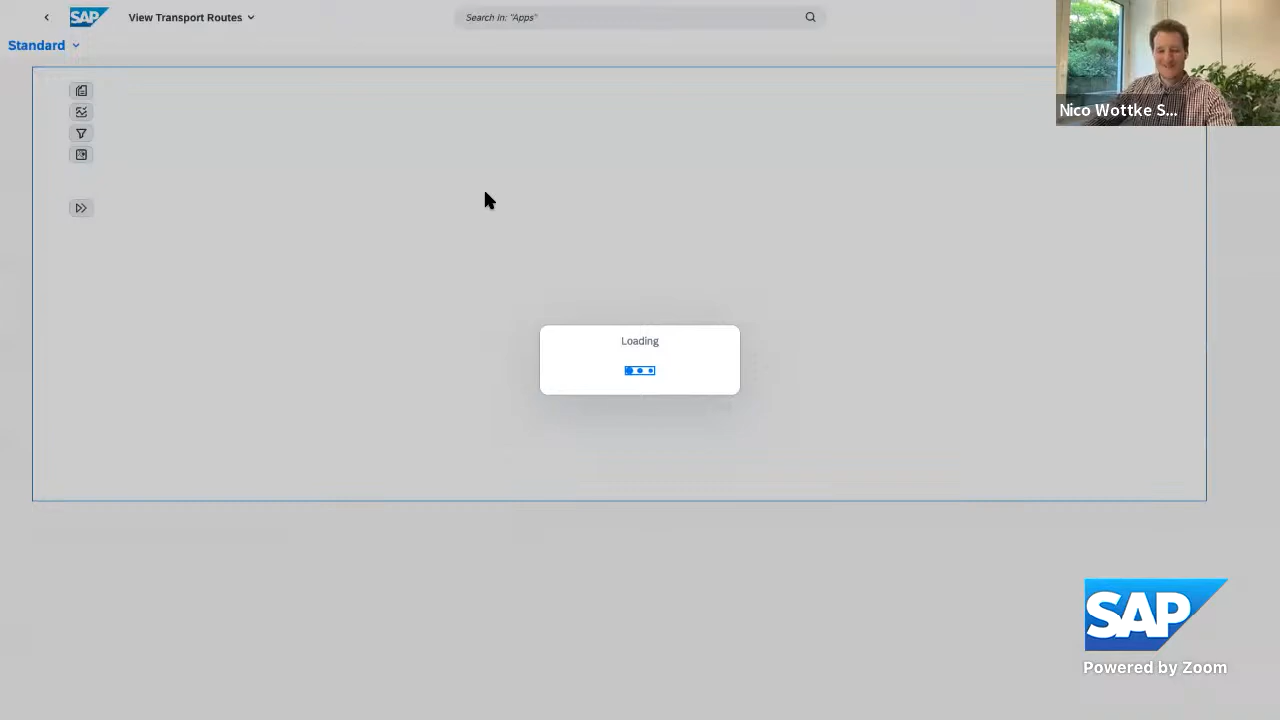 SAP
View Transport Routes
Search In: "Apps"
Standard
Nico Wottke S...
Loading
SAP
Powered by Zoom